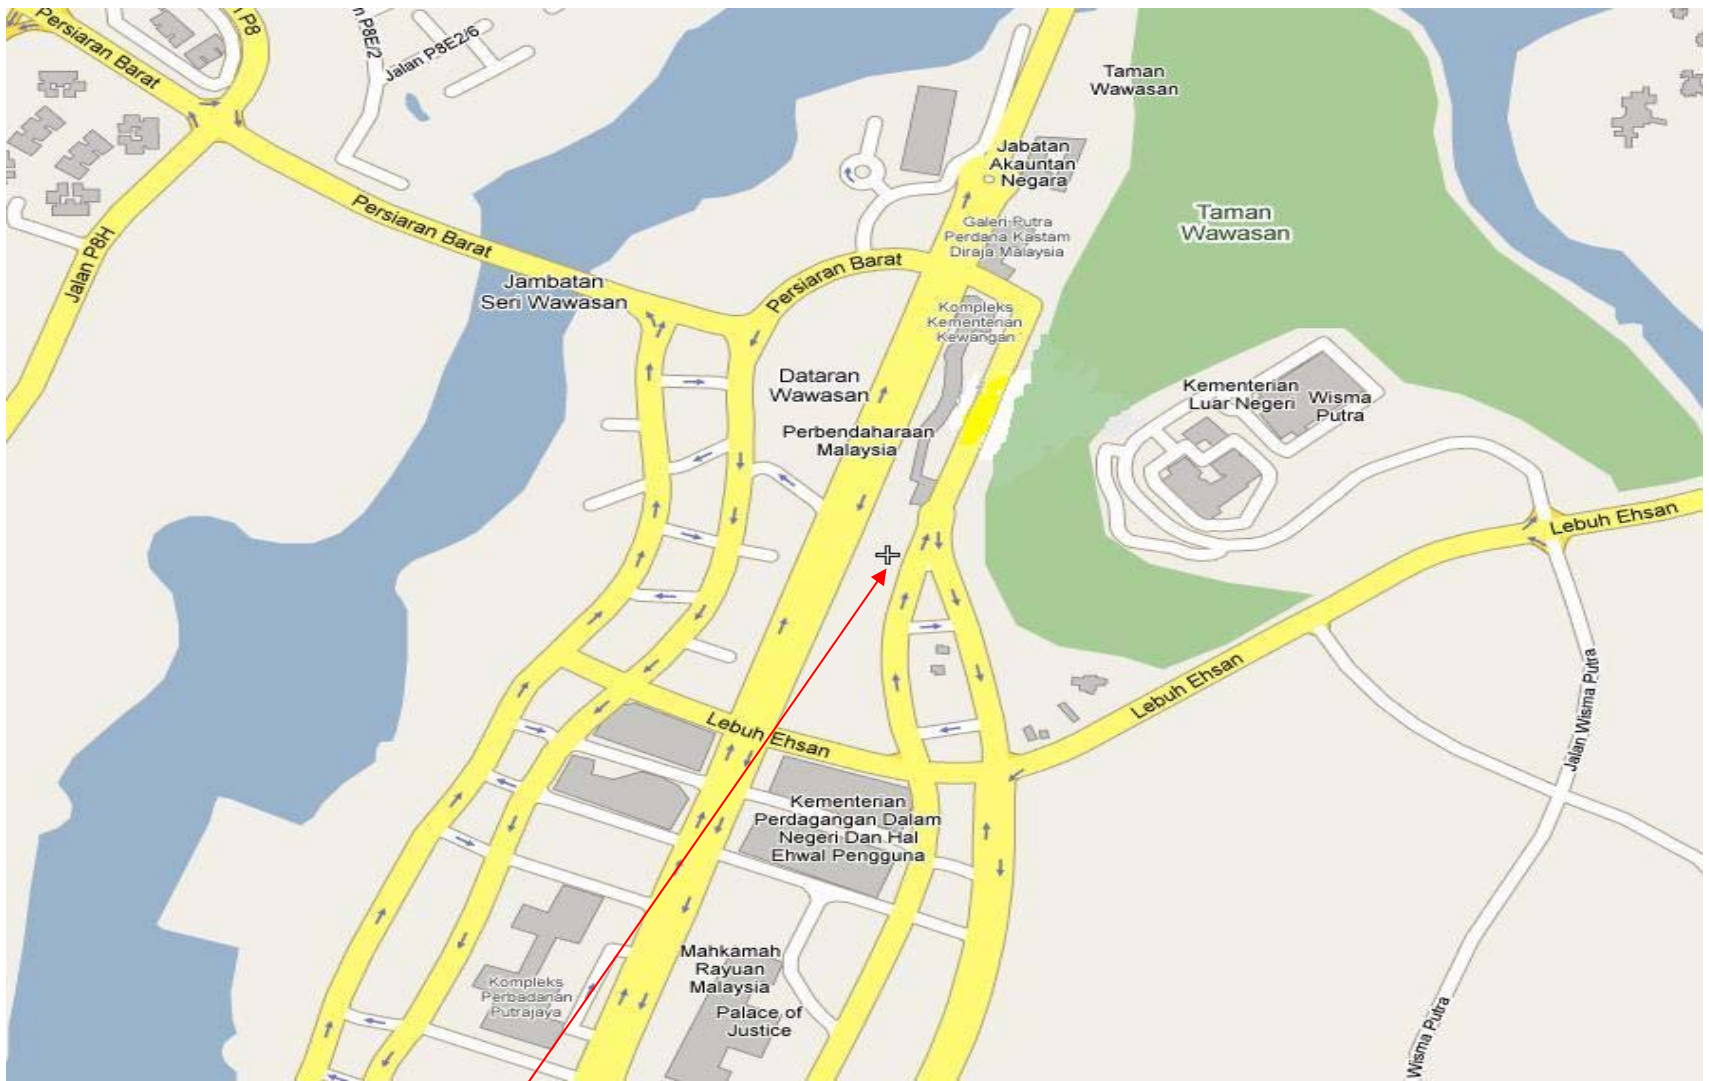 Persiaran Barat
n P8
n P8E/2
Jalan P8E2/6
Taman
Wawasan
Jabatan
Akauntan
Negara
Taman
Wawasan
Persiaran Barat
Galeri Putra
Perdana Kastam
Diraja Malaysia
Jalan P8H
Jambatan
Seri Wawasan
Persiaran Barat
Kompleks
Kementerian
Kewangan
Dataran
Wawasan
Kementerian
Luar Negeri
Wisma
Putra
Perbendaharaan
Malaysia
Lebuh Ehsan
Lebuh Ehsan
Lebuh Ehsan
Jalan Wisma Putra
Kementerian
Perdagangan Dalam
Negeri Dan Hal
Ehwal Pengguna
Mahkamah
Rayuan
Malaysia
Kompleks
Perbadanan
Putrajaya
Palace of
Justice
Wisma Putra